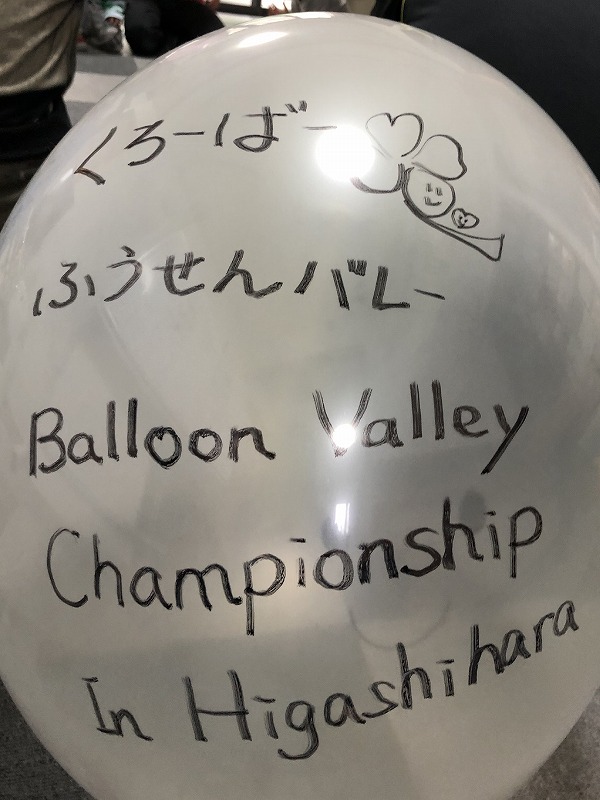 くろーばー
ふうせんバレー
Balloon Valley
Championship
In Higashihara